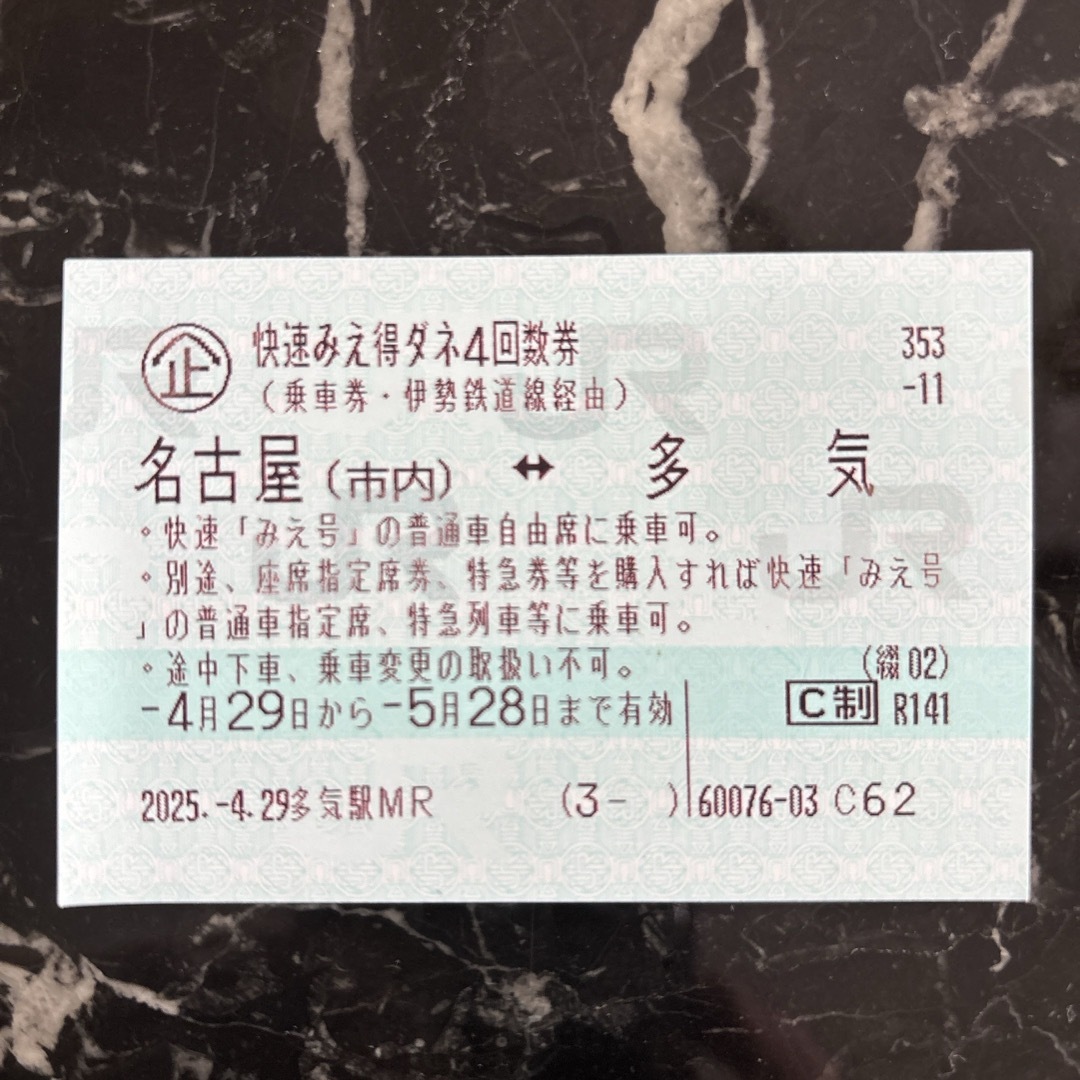 企 快速みえ得ダネ4回数券 353
(乗車券・伊勢鉄道線経由) -11
名古屋(市内) ↔ 多気
・快速「みえ号」の普通車自由席に乗車可。
・別途、座席指定席券、特急券等を購入すれば快速「みえ号
」の普通車指定席、特急列車等に乗車可。
・途中下車、乗車変更の取扱い不可。 (綴02)
-4月29日から-5月28日まで有効 C制 R141
2025.-4.29多気駅MR (3- ) 60076-03 C62